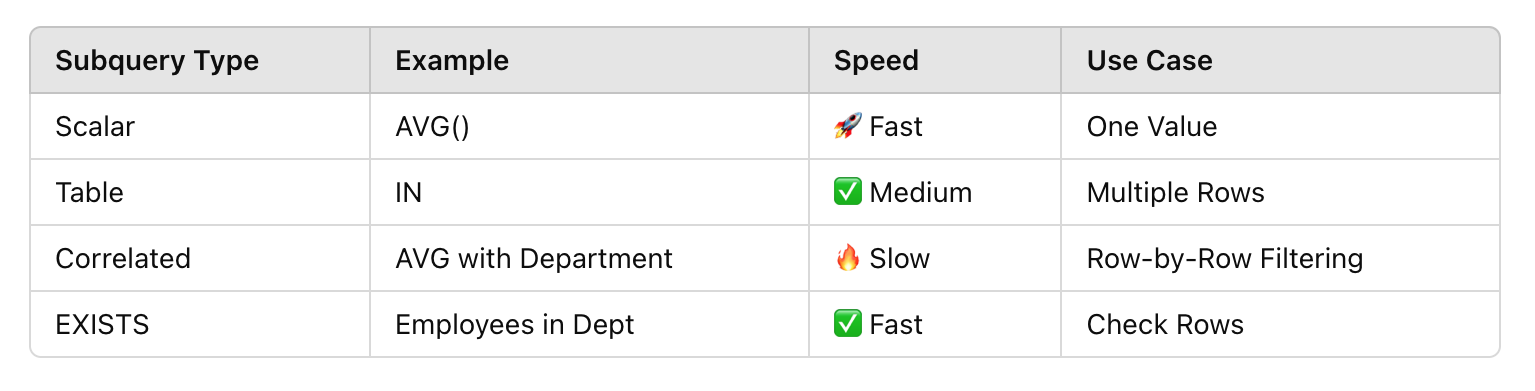 Subquery Type Example Speed Use Case
Scalar AVG() 🚀 Fast One Value
Table IN ✅ Medium Multiple Rows
Correlated AVG with Department 🔥 Slow Row-by-Row Filtering
EXISTS Employees in Dept ✅ Fast Check Rows